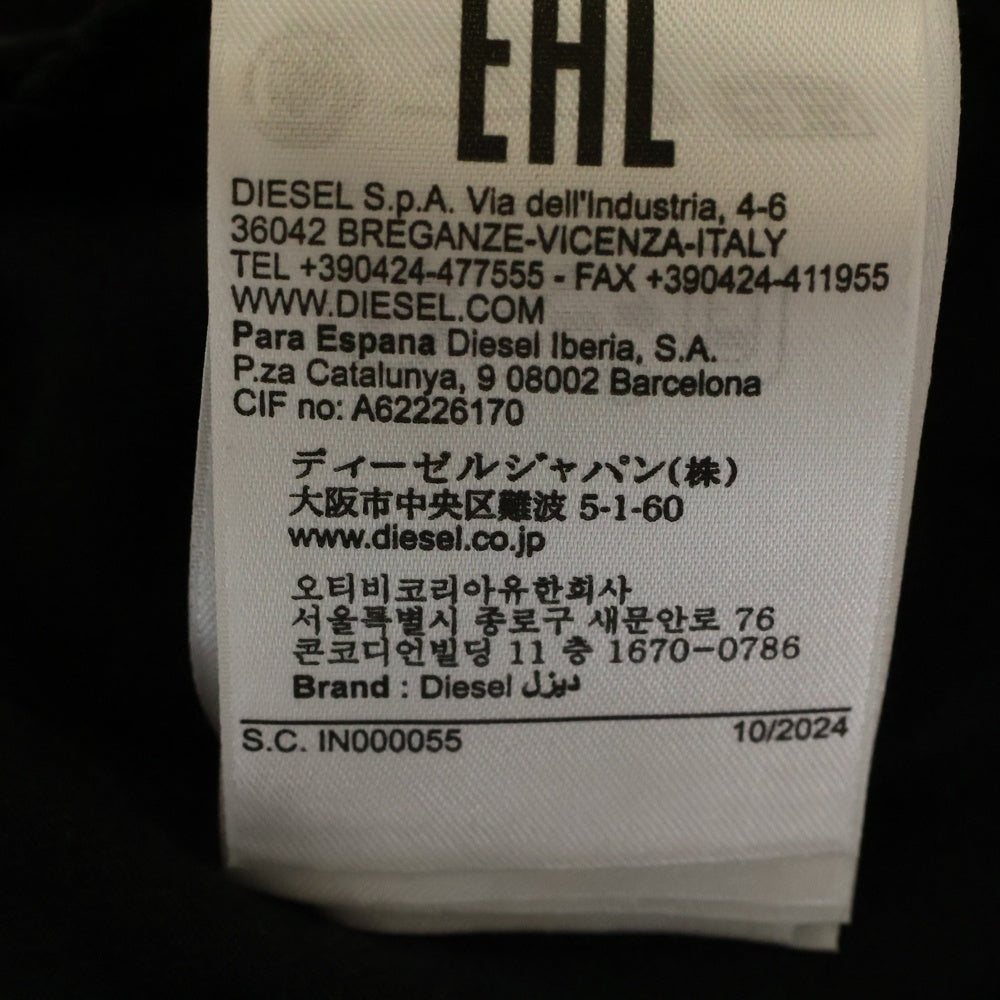 EAC
DIESEL S.p.A. Via dell'Industria, 4-6
36042 BREGANZE-VICENZA-ITALY
TEL +390424-477555 - FAX +390424-411955
WWW.DIESEL.COM
Para Espana Diesel Iberia, S.A.
P.za Catalunya, 9 08002 Barcelona
CIF no: A62226170
ディーゼルジャパン(株)
大阪市中央区難波 5-1-60
www.diesel.co.jp
오티비코리아유한회사
서울특별시 종로구 새문안로 76
콘코디언빌딩 11 층 1670-0786
Brand : Diesel ديزل
S.C. IN000055 10/2024